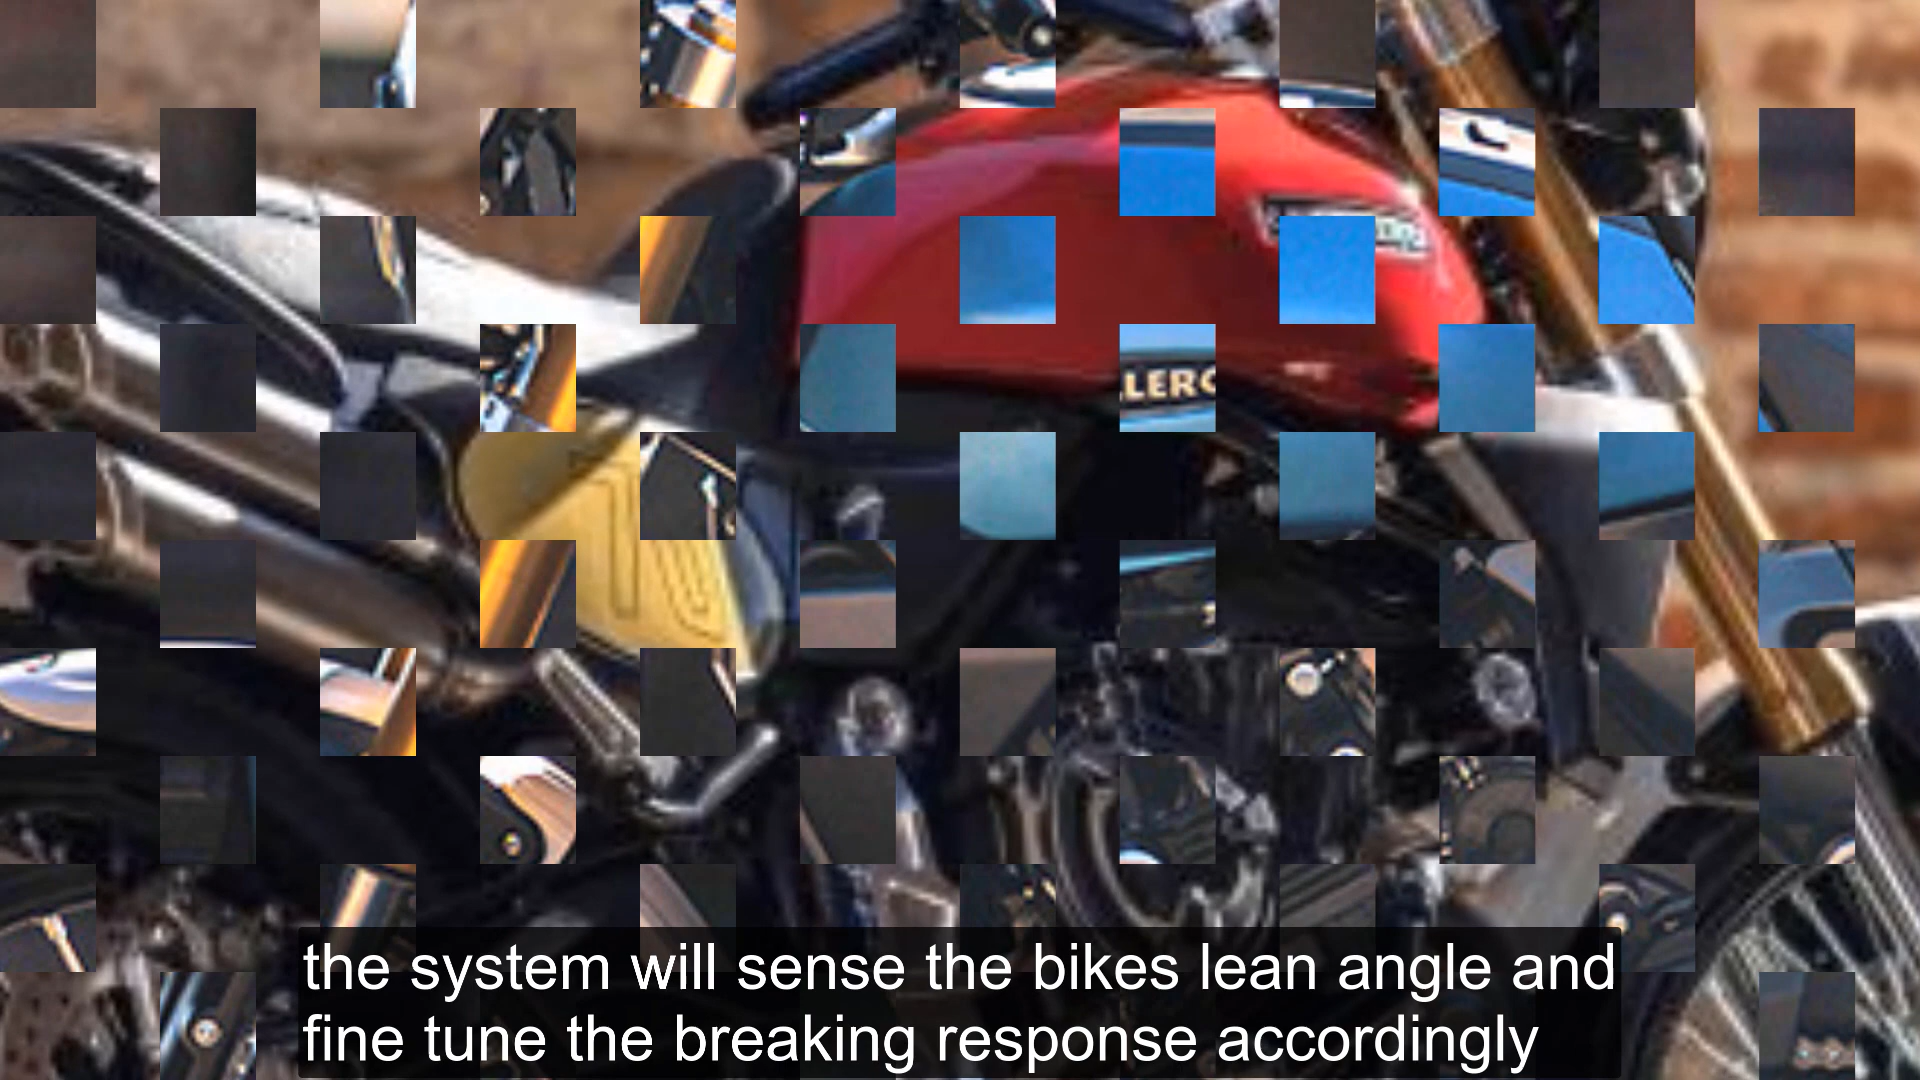 LERC
the system will sense the bikes lean angle and
fine tune the breaking response accordingly